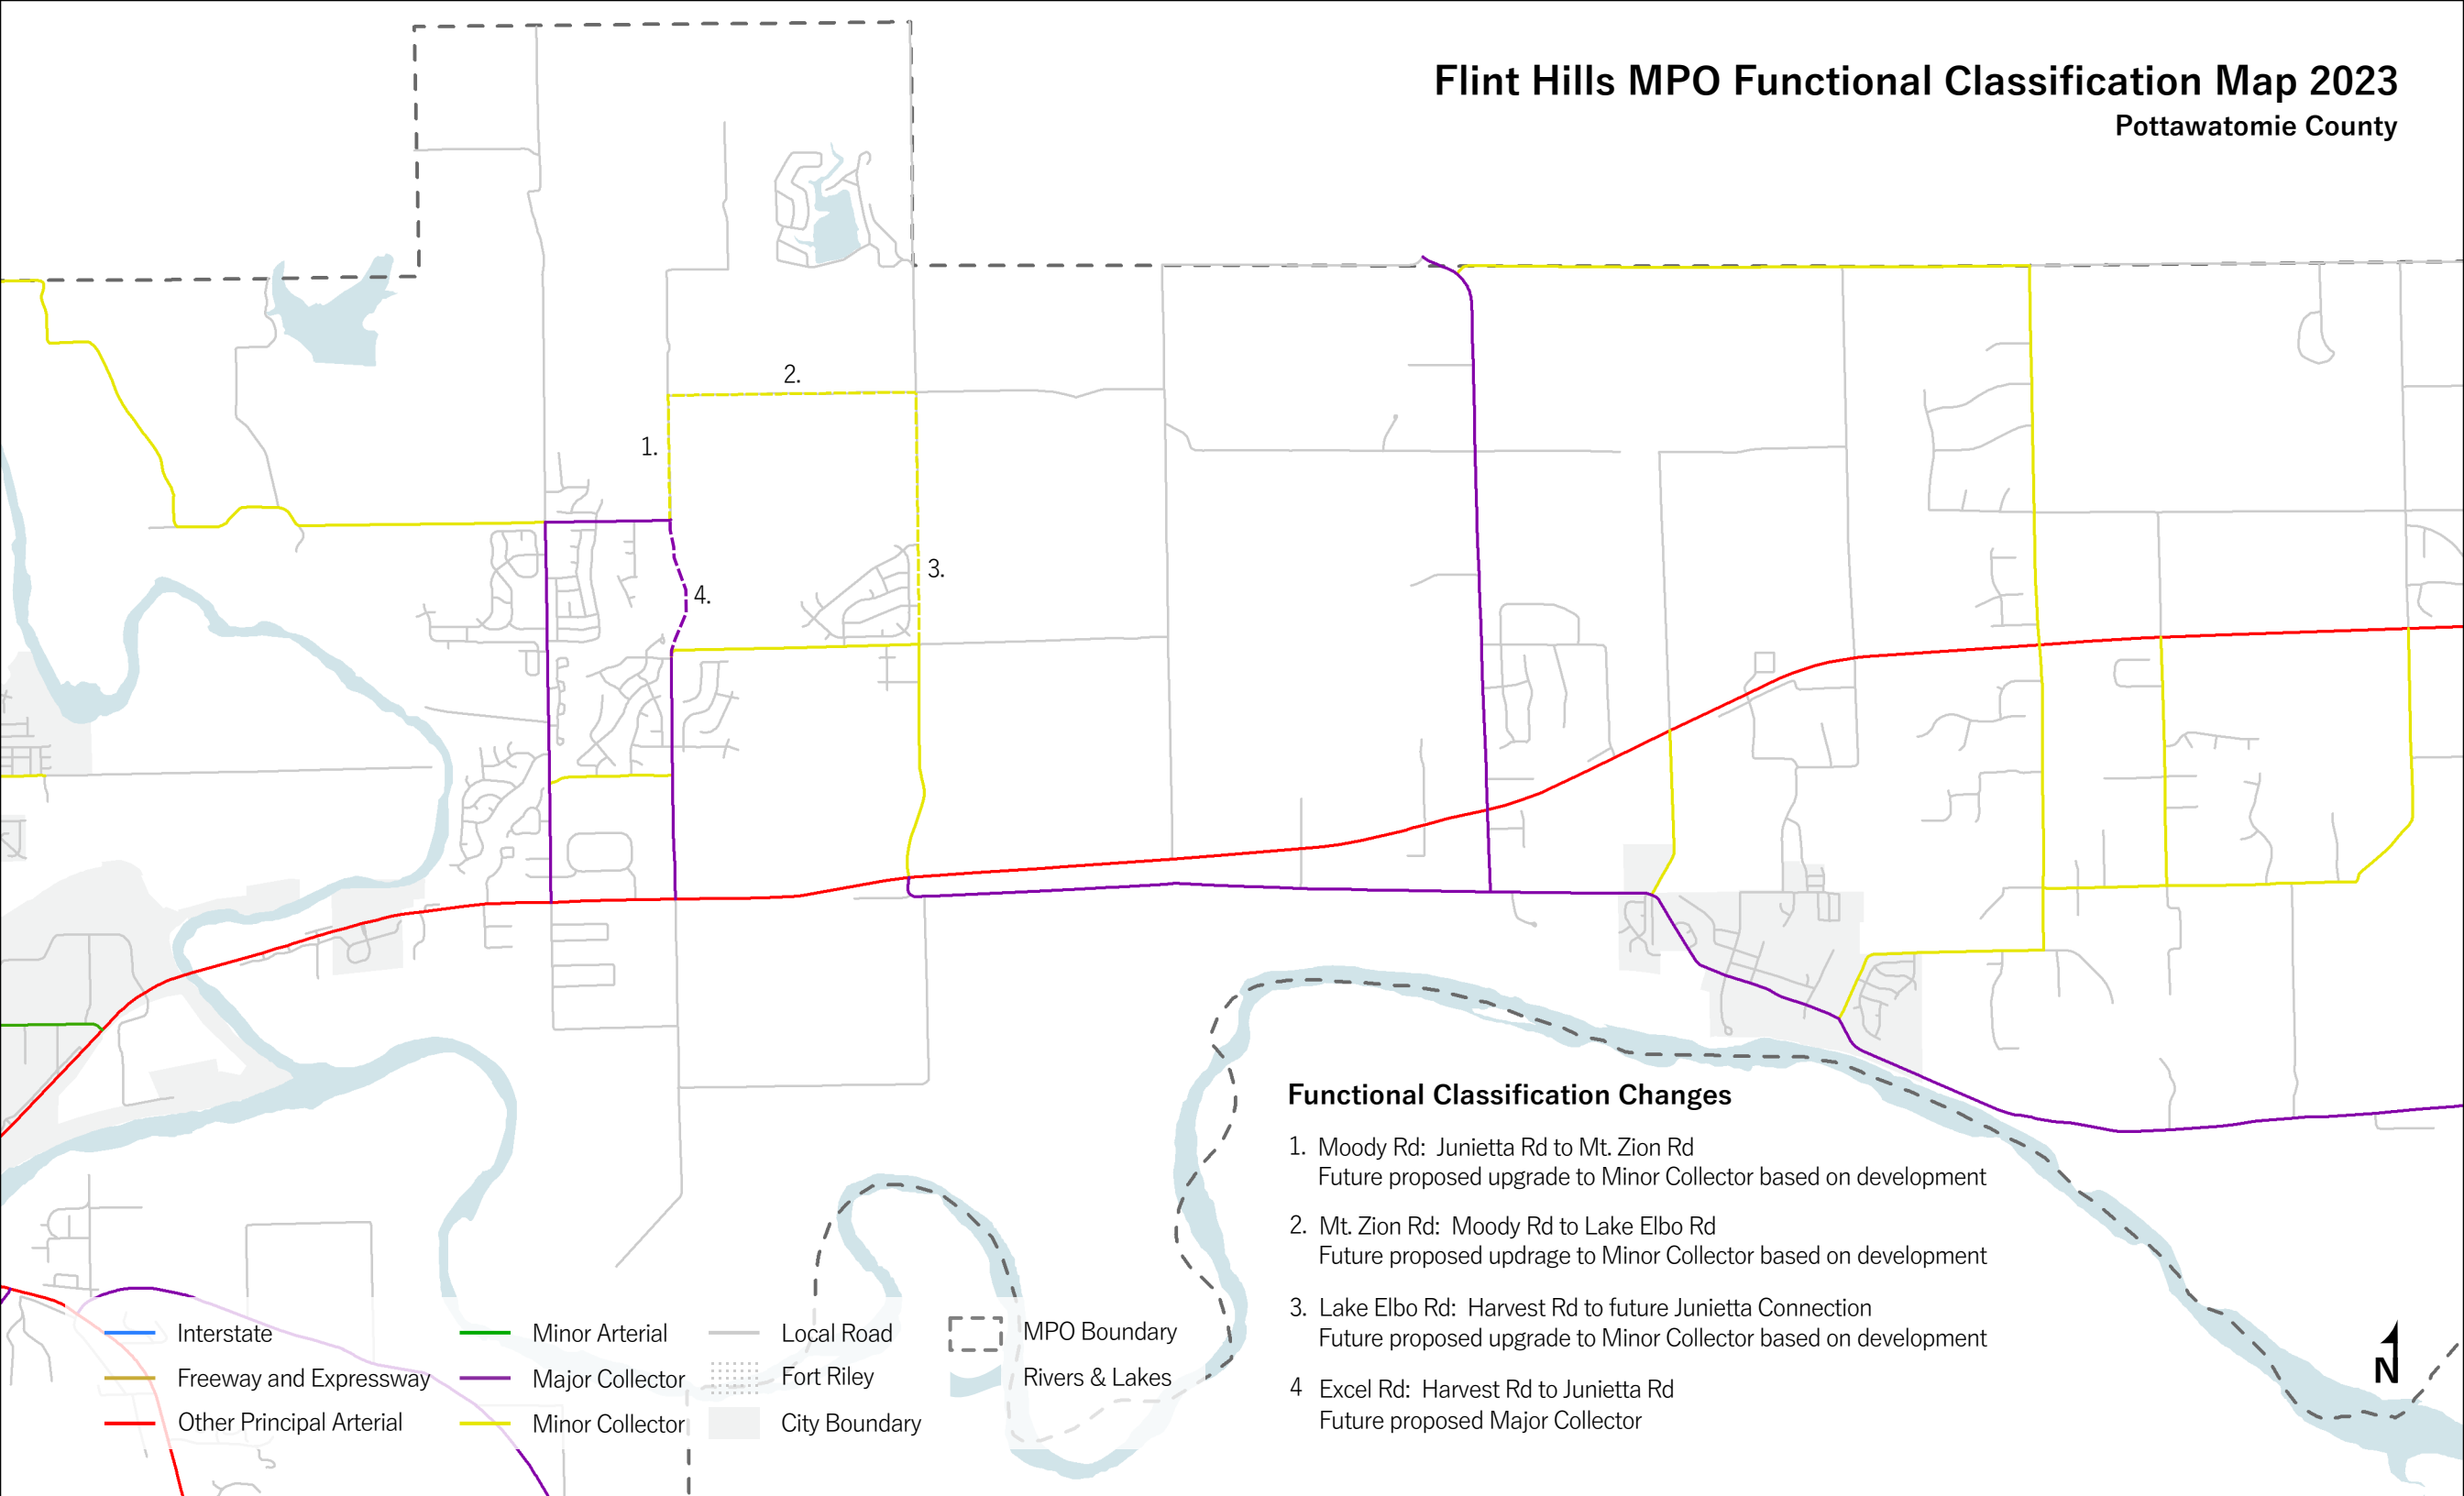 Flint Hills MPO Functional Classification Map 2023
Pottawatomie County
2.
1.
3.
4.
Functional Classification Changes
1. Moody Rd: Junietta Rd to Mt. Zion Rd
Future proposed upgrade to Minor Collector based on development
2. Mt. Zion Rd: Moody Rd to Lake Elbo Rd
Future proposed updrage to Minor Collector based on development
3. Lake Elbo Rd: Harvest Rd to future Junietta Connection
Future proposed upgrade to Minor Collector based on development
4 Excel Rd: Harvest Rd to Junietta Rd
Future proposed Major Collector
Interstate
Freeway and Expressway
Other Principal Arterial
Minor Arterial
Major Collector
Minor Collector
Local Road
Fort Riley
City Boundary
MPO Boundary
Rivers & Lakes
N